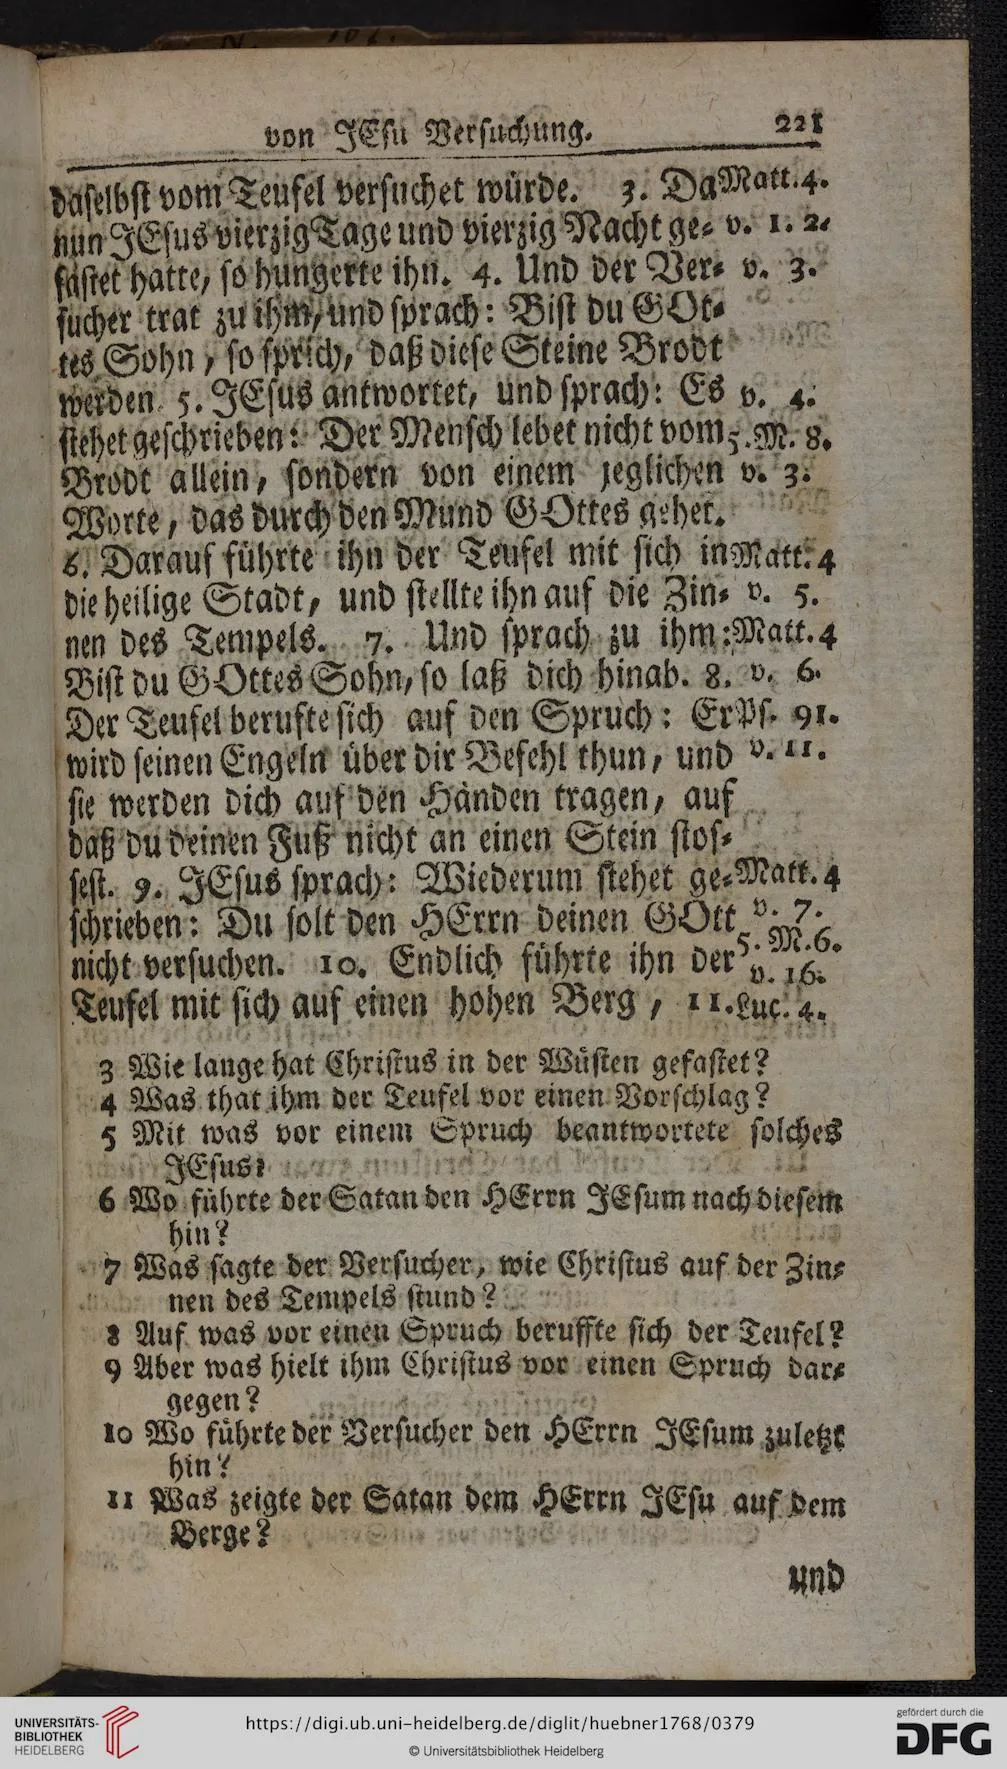 von JEsu Versuchung. 221
daselbst vom Teufel versuchet würde. 3. Da Matt. 4.
nun JEsus vierzig Tage und vierzig Nacht ge- v. 1. 2.
fastet hatte, so hungerte ihn. 4. Und der Ver- v. 3.
sucher trat zu ihm, und sprach: Bist du GOt-
tes Sohn, so sprich, daß diese Steine Brodt
werden. 5. JEsus antwortet, und sprach: Es v. 4.
stehet geschrieben: Der Mensch lebet nicht vom 5. M. 8.
Brodt allein, sondern von einem jeglichen v. 3.
Worte, das durch den Mund GOttes gehet.
6. Darauf führte ihn der Teufel mit sich in Matt. 4
die heilige Stadt, und stellte ihn auf die Zin- v. 5.
nen des Tempels. 7. Und sprach zu ihm: Matt. 4
Bist du GOttes Sohn, so laß dich hinab. 8. v. 6.
Der Teufel berufte sich auf den Spruch: Er Ps. 91.
wird seinen Engeln über dir Befehl thun, und v. 11.
sie werden dich auf den Händen tragen, auf
daß du deinen Fuß nicht an einen Stein stos-
sest. 9. JEsus sprach: Wiederum stehet ge- Matt. 4
schrieben: Du solt den HErrn deinen GOtt v. 7.
nicht versuchen. 10. Endlich führte ihn der 5. M. 6. v. 16.
Teufel mit sich auf einen hohen Berg, 11. Luc. 4.
3 Wie lange hat Christus in der Wüsten gefastet?
4 Was that ihm der Teufel vor einen Vorschlag?
5 Mit was vor einem Spruch beantwortete solches
JEsus?
6 Wo führte der Satan den HErrn JEsum nach diesem
hin?
7 Was sagte der Versucher, wie Christus auf der Zin-
nen des Tempels stund?
8 Auf was vor einen Spruch beruffte sich der Teufel?
9 Aber was hielt ihm Christus vor einen Spruch dar-
gegen?
10 Wo führte der Versucher den HErrn JEsum zuletzt
hin?
11 Was zeigte der Satan dem HErrn JEsu auf dem
Berge?
und
UNIVERSITÄTS-
BIBLIOTHEK
HEIDELBERG
https://digi.ub.uni-heidelberg.de/diglit/huebner1768/0379
© Universitätsbibliothek Heidelberg
gefördert durch die
DFG